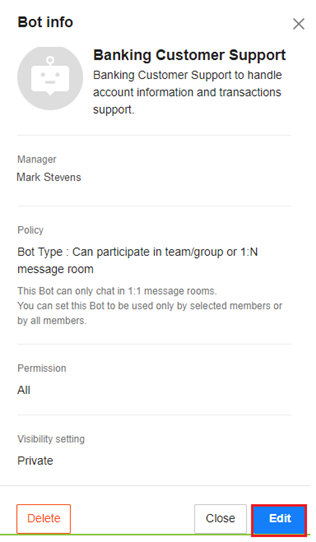 Bot info
Banking Customer Support
Banking Customer Support to handle
account information and transactions
support.
Manager
Mark Stevens
Policy
Bot Type : Can participate in team/group or 1:N
message room
This Bot can only chat in 1:1 message rooms.
You can set this Bot to be used only by selected members or
by all members.
Permission
All
Visibility setting
Private
Delete
Close
Edit